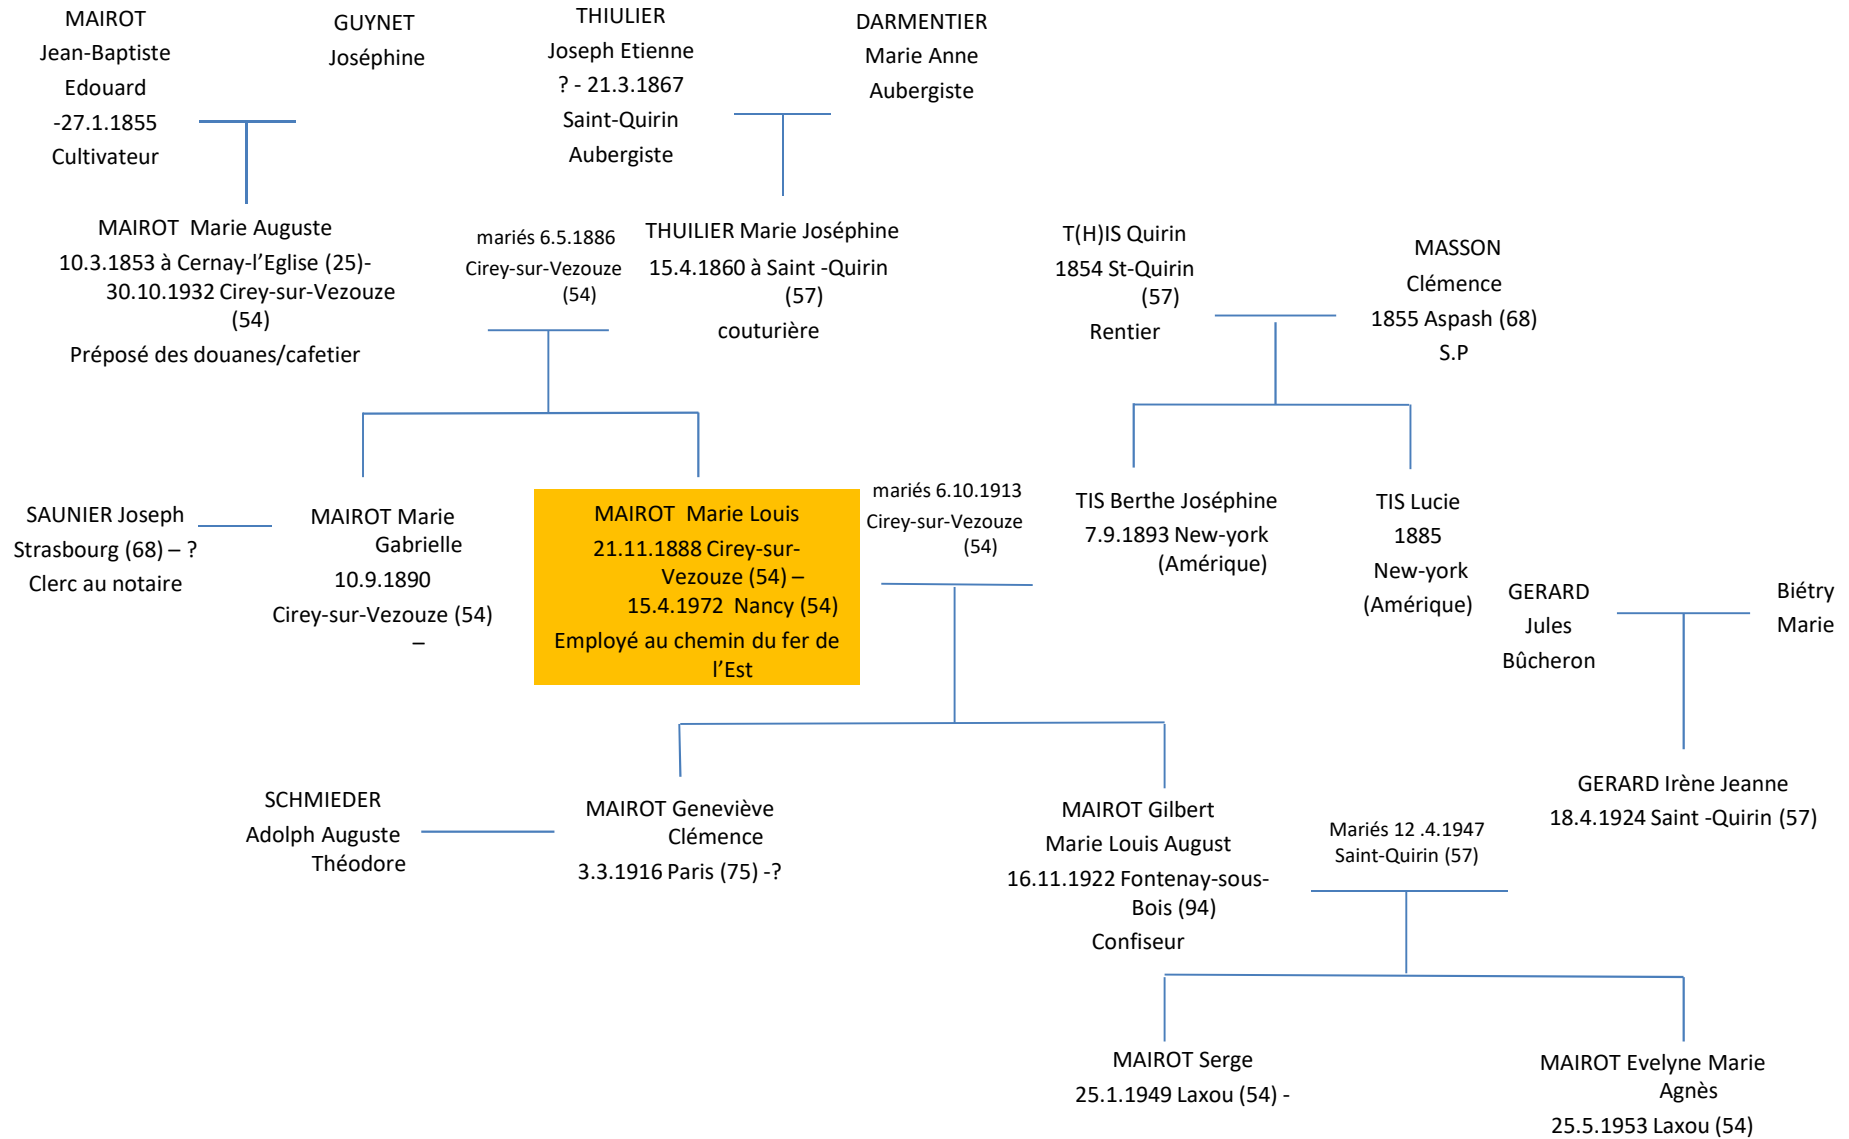 MAIROT
Jean-Baptiste
Edouard
-27.1.1855
Cultivateur
GUYNET
Joséphine
THIULIER
Joseph Etienne
? - 21.3.1867
Saint-Quirin
Aubergiste
DARMENTIER
Marie Anne
Aubergiste
MAIROT  Marie Auguste
10.3.1853 à Cernay-l’Eglise (25)-
30.10.1932 Cirey-sur-Vezouze
(54)
Préposé des douanes/cafetier
mariés 6.5.1886
Cirey-sur-Vezouze
(54)
THUILIER Marie Joséphine
15.4.1860 à Saint -Quirin
(57)
couturière
T(H)IS Quirin
1854 St-Quirin
(57)
Rentier
MASSON
Clémence
1855 Aspash (68)
S.P
SAUNIER Joseph
Strasbourg (68) – ?
Clerc au notaire
MAIROT Marie
Gabrielle
10.9.1890
Cirey-sur-Vezouze (54)
–
MAIROT  Marie Louis
21.11.1888 Cirey-sur-
Vezouze (54) –
15.4.1972  Nancy (54)
Employé au chemin du fer de
l’Est
mariés 6.10.1913
Cirey-sur-Vezouze
(54)
TIS Berthe Joséphine
7.9.1893 New-york
(Amérique)
TIS Lucie
1885
New-york
(Amérique)
GERARD
Jules
Bûcheron
Biétry
Marie
SCHMIEDER
Adolph Auguste
Théodore
MAIROT Geneviève
Clémence
3.3.1916 Paris (75) -?
MAIROT Gilbert
Marie Louis August
16.11.1922 Fontenay-sous-
Bois (94)
Confiseur
Mariés 12 .4.1947
Saint-Quirin (57)
GERARD Irène Jeanne
18.4.1924 Saint -Quirin (57)
MAIROT Serge
25.1.1949 Laxou (54) -
MAIROT Evelyne Marie
Agnès
25.5.1953 Laxou (54)